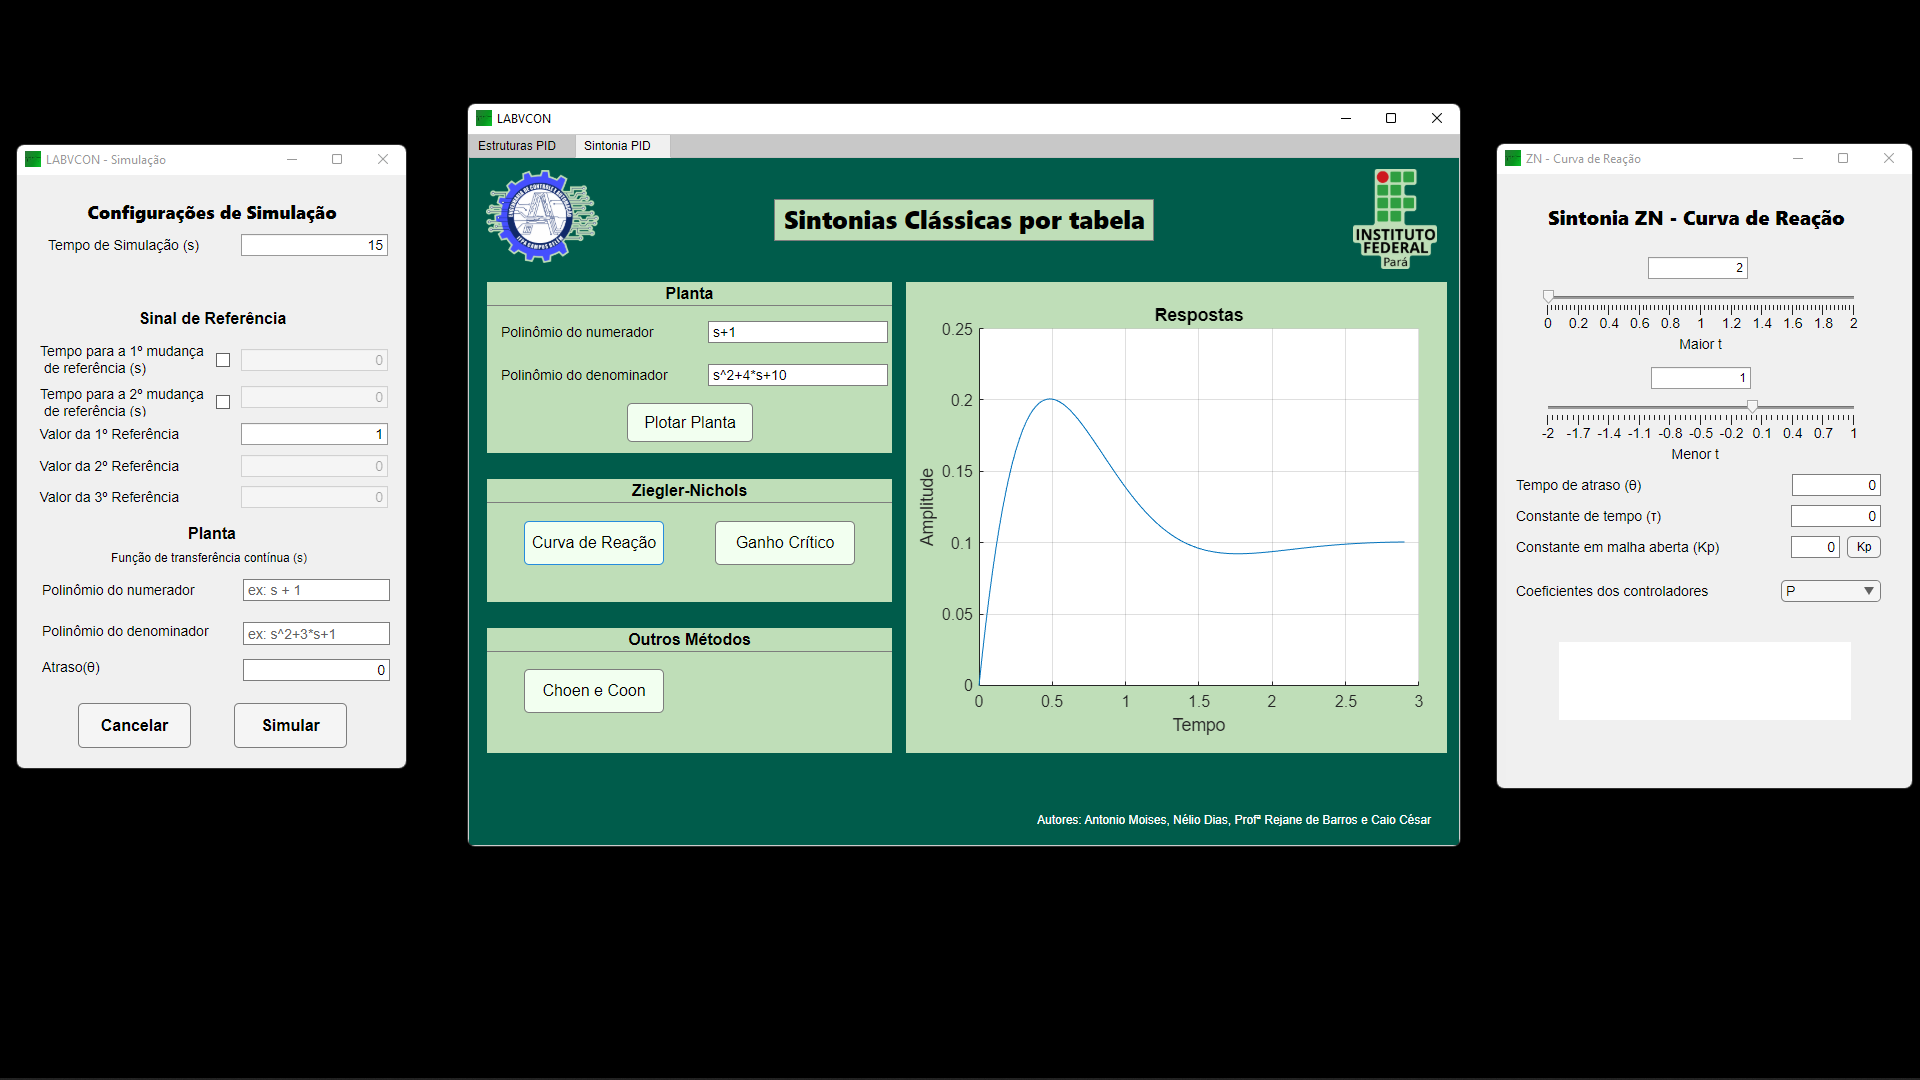 LABVCON - Simulação
Configurações de Simulação
Tempo de Simulação (s)
15
Sinal de Referência
Tempo para a 1º mudança
de referência (s)
0
Tempo para a 2º mudança
de referência (s)
0
Valor da 1º Referência
1
Valor da 2º Referência
0
Valor da 3º Referência
0
Planta
Função de transferência contínua (s)
Polinômio do numerador
ex: s + 1
Polinômio do denominador
ex: s^2+3*s+1
Atraso(θ)
0
Cancelar
Simular
LABVCON
Estruturas PID
Sintonia PID
Sintonias Clássicas por tabela
INSTITUTO
FEDERAL
Pará
Planta
Polinômio do numerador
s+1
Polinômio do denominador
s^2+4*s+10
Plotar Planta
Ziegler-Nichols
Curva de Reação
Ganho Crítico
Outros Métodos
Choen e Coon
Respostas
0.25
0.2
0.15
0.1
0.05
0
Amplitude
0 0.5 1 1.5 2 2.5 3
Tempo
Autores: Antonio Moises, Nélio Dias, Profª Rejane de Barros e Caio César
ZN - Curva de Reação
Sintonia ZN - Curva de Reação
2
0 0.2 0.4 0.6 0.8 1 1.2 1.4 1.6 1.8 2
Maior t
1
-2 -1.7 -1.4 -1.1 -0.8 -0.5 -0.2 0.1 0.4 0.7 1
Menor t
Tempo de atraso (θ)
0
Constante de tempo (τ)
0
Constante em malha aberta (Kp)
0
Kp
Coeficientes dos controladores
P